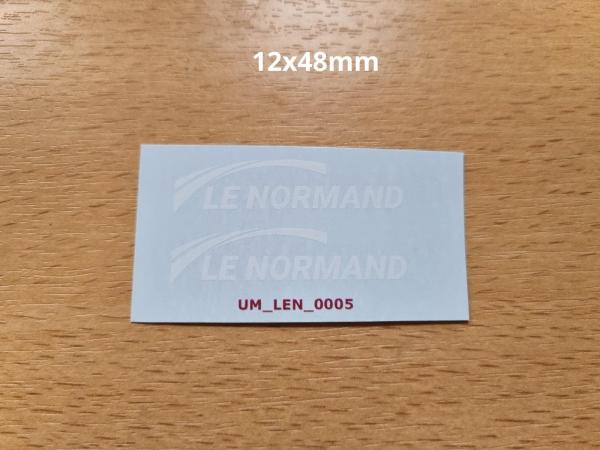 12x48mm
LE NORMAND
LE NORMAND
UM_LEN_0005